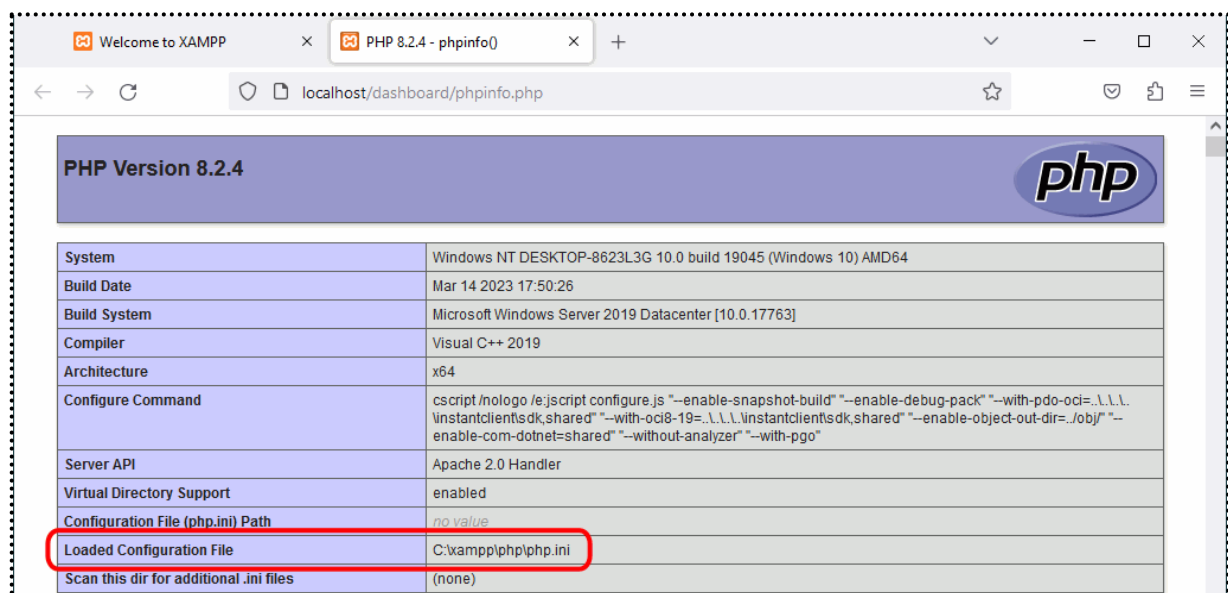 Welcome to XAMPP
PHP 8.2.4 - phpinfo()
localhost/dashboard/phpinfo.php
PHP Version 8.2.4
php
System Windows NT DESKTOP-8623L3G 10.0 build 19045 (Windows 10) AMD64
Build Date Mar 14 2023 17:50:26
Build System Microsoft Windows Server 2019 Datacenter [10.0.17763]
Compiler Visual C++ 2019
Architecture x64
Configure Command cscript /nologo /e:jscript configure.js "--enable-snapshot-build" "--enable-debug-pack" "--with-pdo-oci=..\..\..\..
\instantclient\sdk,shared" "--with-oci8-19=..\..\..\..\instantclient\sdk,shared" "--enable-object-out-dir=../obj/" "--
enable-com-dotnet=shared" "--without-analyzer" "--with-pgo"
Server API Apache 2.0 Handler
Virtual Directory Support enabled
Configuration File (php.ini) Path no value
Loaded Configuration File C:\xampp\php\php.ini
Scan this dir for additional .ini files (none)